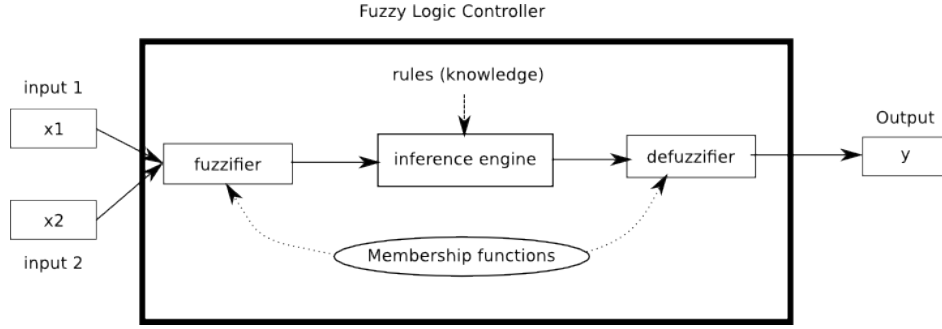 Fuzzy Logic Controller
rules (knowledge)
input 1
x1
fuzzifier
inference engine
defuzzifier
Output
y
x2
input 2
Membership functions